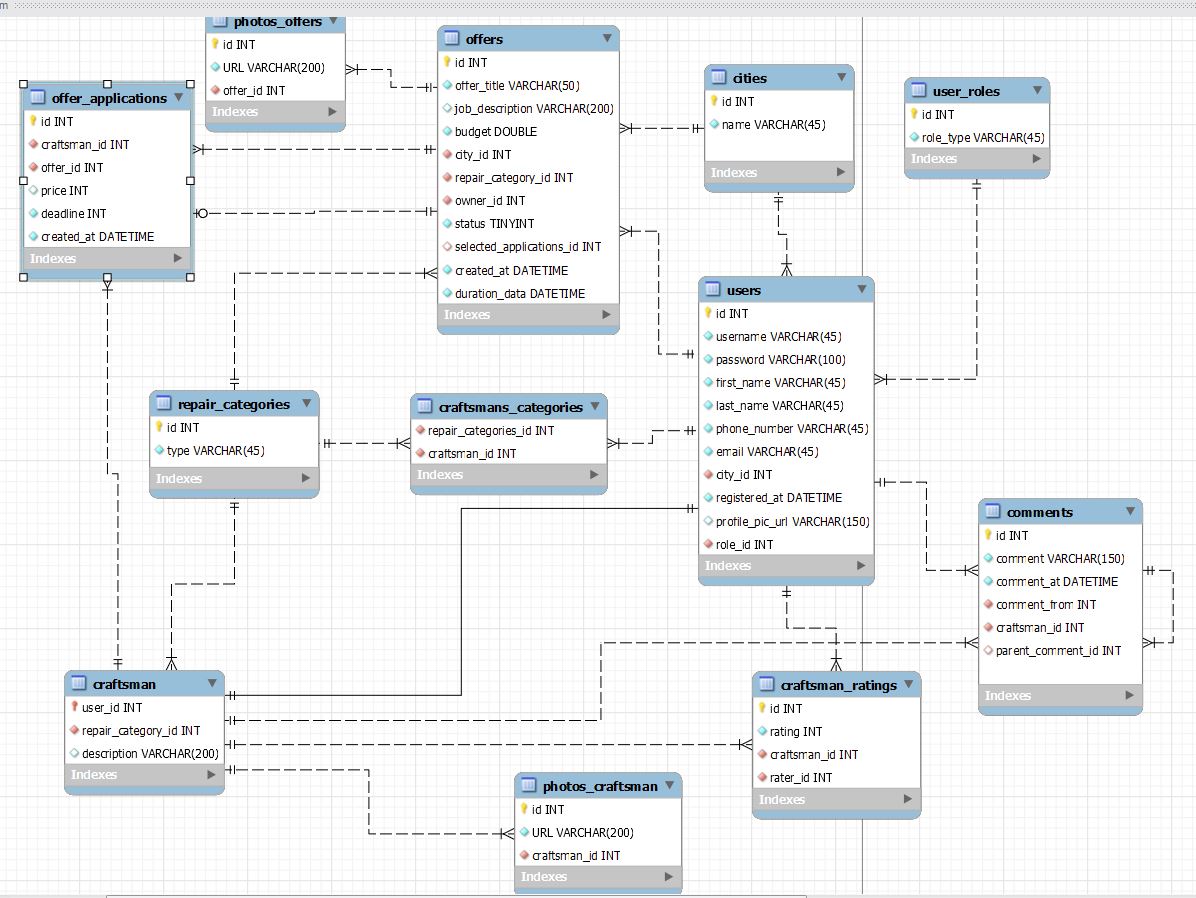 m
photos_offers
id INT
URL VARCHAR(200)
offer_id INT
Indexes
offers
id INT
offer_title VARCHAR(50)
job_description VARCHAR(200)
budget DOUBLE
city_id INT
repair_category_id INT
owner_id INT
status TINYINT
selected_applications_id INT
created_at DATETIME
duration_data DATETIME
Indexes
cities
id INT
name VARCHAR(45)
Indexes
user_roles
id INT
role_type VARCHAR(45)
Indexes
offer_applications
id INT
craftsman_id INT
offer_id INT
price INT
deadline INT
created_at DATETIME
Indexes
users
id INT
username VARCHAR(45)
password VARCHAR(100)
first_name VARCHAR(45)
last_name VARCHAR(45)
phone_number VARCHAR(45)
email VARCHAR(45)
city_id INT
registered_at DATETIME
profile_pic_url VARCHAR(150)
role_id INT
Indexes
repair_categories
id INT
type VARCHAR(45)
Indexes
craftsmans_categories
repair_categories_id INT
craftsman_id INT
Indexes
comments
id INT
comment VARCHAR(150)
comment_at DATETIME
comment_from INT
craftsman_id INT
parent_comment_id INT
Indexes
craftsman
user_id INT
repair_category_id INT
description VARCHAR(200)
Indexes
craftsman_ratings
id INT
rating INT
craftsman_id INT
rater_id INT
Indexes
photos_craftsman
id INT
URL VARCHAR(200)
craftsman_id INT
Indexes